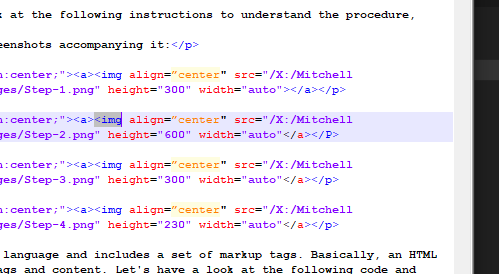 k at the following instructions to understand the procedure,
eenshots accompanying it:</p>
n:center;"><a><img align="center" src="/X:/Mitchell
ges/Step-1.png" height="300" width="auto"></a></p>
n:center;"><a><img align="center" src="/X:/Mitchell
ges/Step-2.png" height="600" width="auto"</a></P>
n:center;"><a><img align="center" src="/X:/Mitchell
ges/Step-3.png" height="300" width="auto"</a></p>
n:center;"><a><img align="center" src="/X:/Mitchell
ges/Step-4.png" height="230" width="auto"</a></p>
language and includes a set of markup tags. Basically, an HTML
ags and content. Let's have a look at the following code and